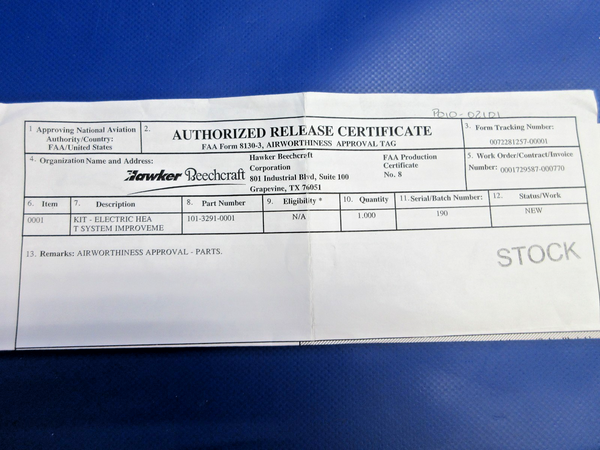 PO10-02101
1 Approving National Aviation
Authority/Country:
FAA/United States
2.
AUTHORIZED RELEASE CERTIFICATE
FAA Form 8130-3, AIRWORTHINESS APPROVAL TAG
3. Form Tracking Number:
0072281257-00001
4. Organization Name and Address:
Hawker Beechcraft
Hawker Beechcraft
Corporation
801 Industrial Blvd, Suite 100
Grapevine, TX 76051
FAA Production
Certificate
No. 8
5. Work Order/Contract/Invoice
Number: 0001729587-000770
6. Item 7. Description 8. Part Number 9. Eligibility * 10. Quantity 11. Serial/Batch Number: 12. Status/Work
0001 KIT - ELECTRIC HEA 101-3291-0001 N/A 1.000 190 NEW
T SYSTEM IMPROVEME
13. Remarks: AIRWORTHINESS APPROVAL - PARTS.
STOCK